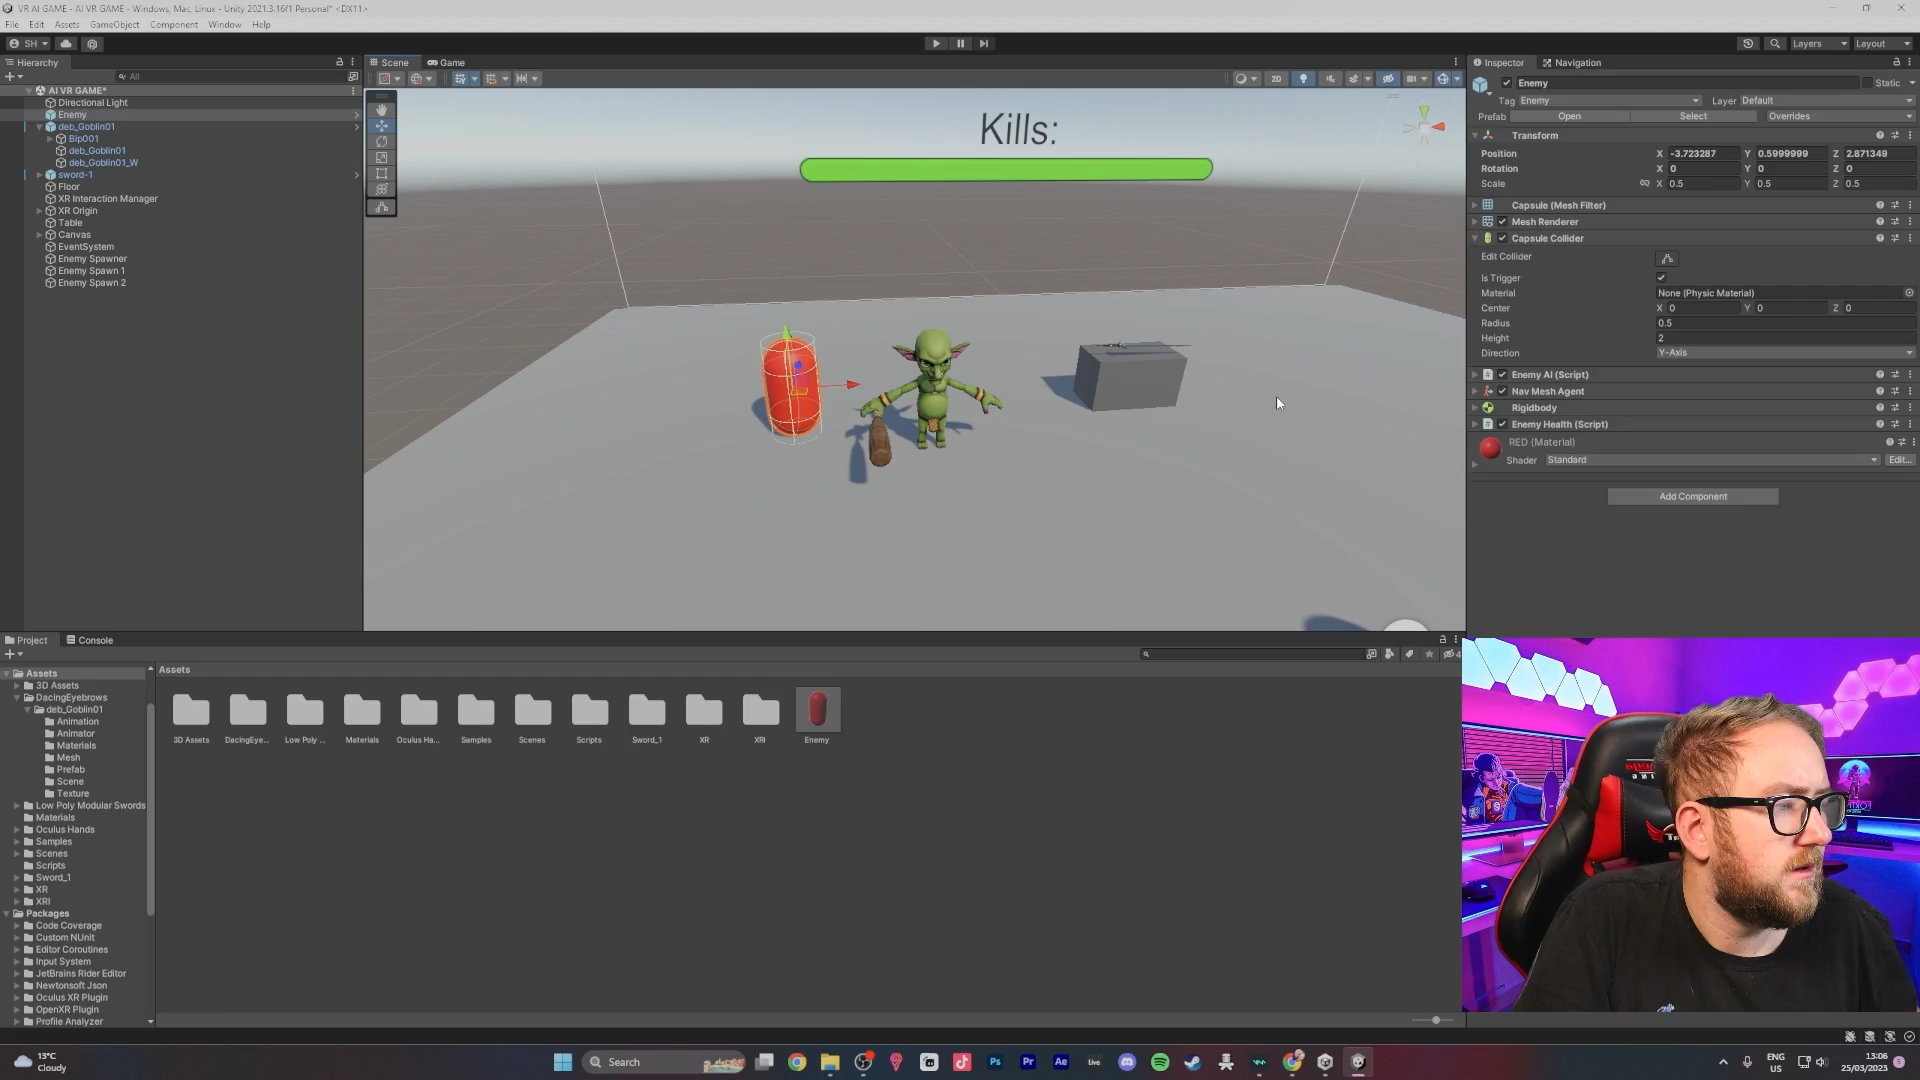 VR AI GAME - AI VR GAME - Windows, Mac, Linux - Unity 2021.3.16f1 Personal* <DX11>
File Edit Assets GameObject Component Window Help
SH
Layers
Layout
Hierarchy
All
AI VR GAME*
Directional Light
Enemy
deb_Goblin01
Bip001
deb_Goblin01
deb_Goblin01_W
sword-1
Floor
XR Interaction Manager
XR Origin
Table
Canvas
EventSystem
Enemy Spawner
Enemy Spawn 1
Enemy Spawn 2
Scene
Game
2D
Kills:
Inspector
Navigation
Enemy
Static
Tag Enemy
Layer Default
Prefab Open Select Overrides
Transform
Position X -3.723287 Y 0.5999999 Z 2.871349
Rotation X 0 Y 0 Z 0
Scale X 0.5 Y 0.5 Z 0.5
Capsule (Mesh Filter)
Mesh Renderer
Capsule Collider
Edit Collider
Is Trigger
Material None (Physic Material)
Center X 0 Y 0 Z 0
Radius 0.5
Height 2
Direction Y-Axis
Enemy AI (Script)
Nav Mesh Agent
Rigidbody
Enemy Health (Script)
RED (Material)
Shader Standard Edit...
Add Component
Project
Console
Assets
3D Assets
DacingEyebrows
deb_Goblin01
Animation
Animator
Materials
Mesh
Prefab
Scene
Texture
Low Poly Modular Swords
Materials
Oculus Hands
Samples
Scenes
Scripts
Sword_1
XR
XRI
Packages
Code Coverage
Custom NUnit
Editor Coroutines
Input System
JetBrains Rider Editor
Newtonsoft Json
Oculus XR Plugin
OpenXR Plugin
Profile Analyzer
Assets
3D Assets
DacingEye...
Low Poly ...
Materials
Oculus Ha...
Samples
Scenes
Scripts
Sword_1
XR
XRI
Enemy
13°C
Cloudy
Search
Ps
Pr
Ae
Live
ENG
US
13:06
25/03/2023